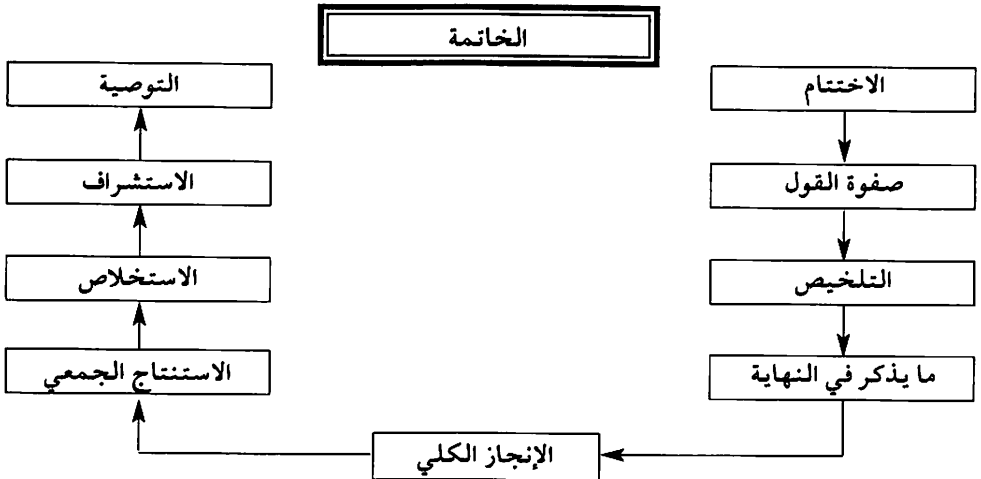 الخاتمة
الاختتام
صفوة القول
التلخيص
ما يذكر في النهاية
الإنجاز الكلي
الاستنتاج الجمعي
الاستخلاص
الاستشراف
التوصية